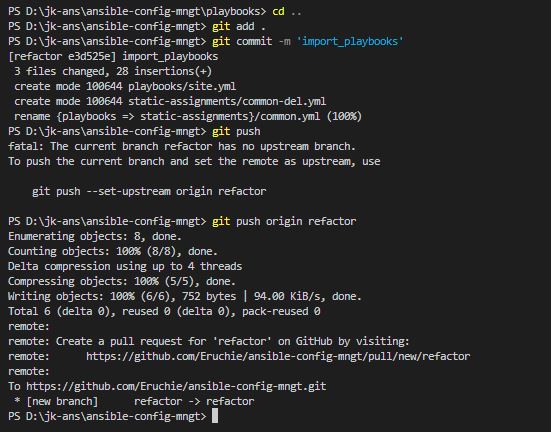 PS D:\jk-ans\ansible-config-mngt\playbooks> cd ..
PS D:\jk-ans\ansible-config-mngt> git add .
PS D:\jk-ans\ansible-config-mngt> git commit -m 'import_playbooks'
[refactor e3d525e] import_playbooks
 3 files changed, 28 insertions(+)
 create mode 100644 playbooks/site.yml
 create mode 100644 static-assignments/common-del.yml
 rename {playbooks => static-assignments}/common.yml (100%)
PS D:\jk-ans\ansible-config-mngt> git push
fatal: The current branch refactor has no upstream branch.
To push the current branch and set the remote as upstream, use

    git push --set-upstream origin refactor

PS D:\jk-ans\ansible-config-mngt> git push origin refactor
Enumerating objects: 8, done.
Counting objects: 100% (8/8), done.
Delta compression using up to 4 threads
Compressing objects: 100% (5/5), done.
Writing objects: 100% (6/6), 752 bytes | 94.00 KiB/s, done.
Total 6 (delta 0), reused 0 (delta 0), pack-reused 0
remote:
remote: Create a pull request for 'refactor' on GitHub by visiting:
remote:      https://github.com/Eruchie/ansible-config-mngt/pull/new/refactor
remote:
To https://github.com/Eruchie/ansible-config-mngt.git
 * [new branch]      refactor -> refactor
PS D:\jk-ans\ansible-config-mngt>